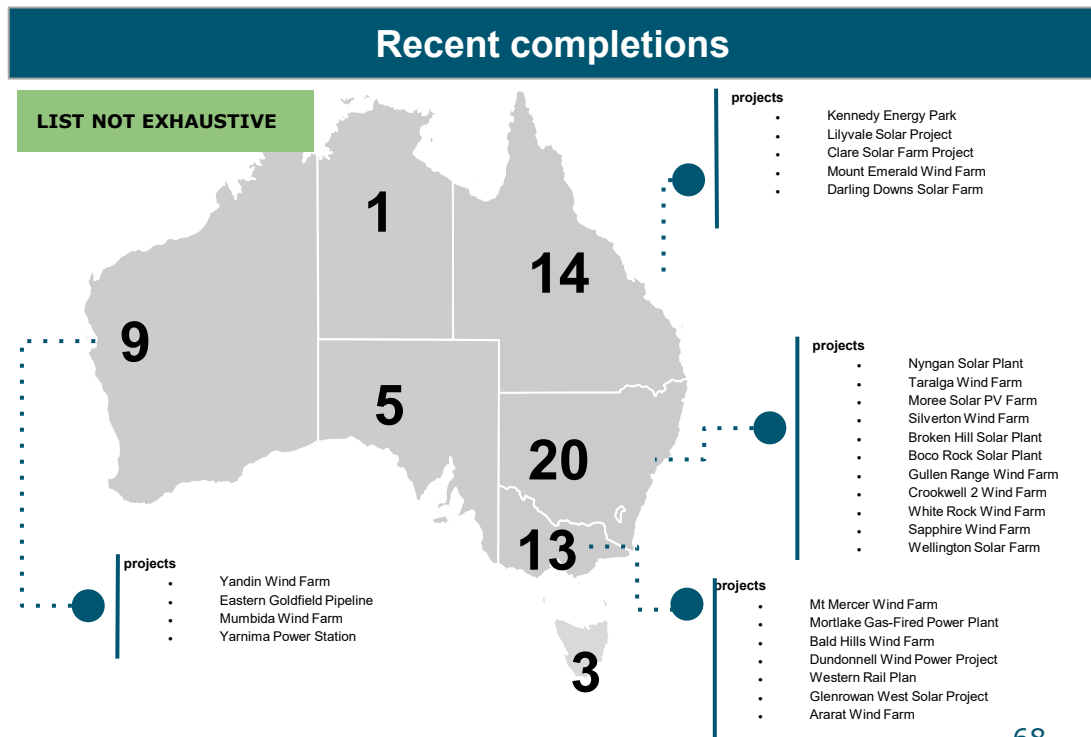 Recent completions
LIST NOT EXHAUSTIVE
projects
• Kennedy Energy Park
• Lilyvale Solar Project
• Clare Solar Farm Project
• Mount Emerald Wind Farm
• Darling Downs Solar Farm
1
14
9
5
20
13
3
projects
• Nyngan Solar Plant
• Taralga Wind Farm
• Moree Solar PV Farm
• Silverton Wind Farm
• Broken Hill Solar Plant
• Boco Rock Solar Plant
• Gullen Range Wind Farm
• Crookwell 2 Wind Farm
• White Rock Wind Farm
• Sapphire Wind Farm
• Wellington Solar Farm
projects
• Yandin Wind Farm
• Eastern Goldfield Pipeline
• Mumbida Wind Farm
• Yarnima Power Station
projects
• Mt Mercer Wind Farm
• Mortlake Gas-Fired Power Plant
• Bald Hills Wind Farm
• Dundonnell Wind Power Project
• Western Rail Plan
• Glenrowan West Solar Project
• Ararat Wind Farm
68